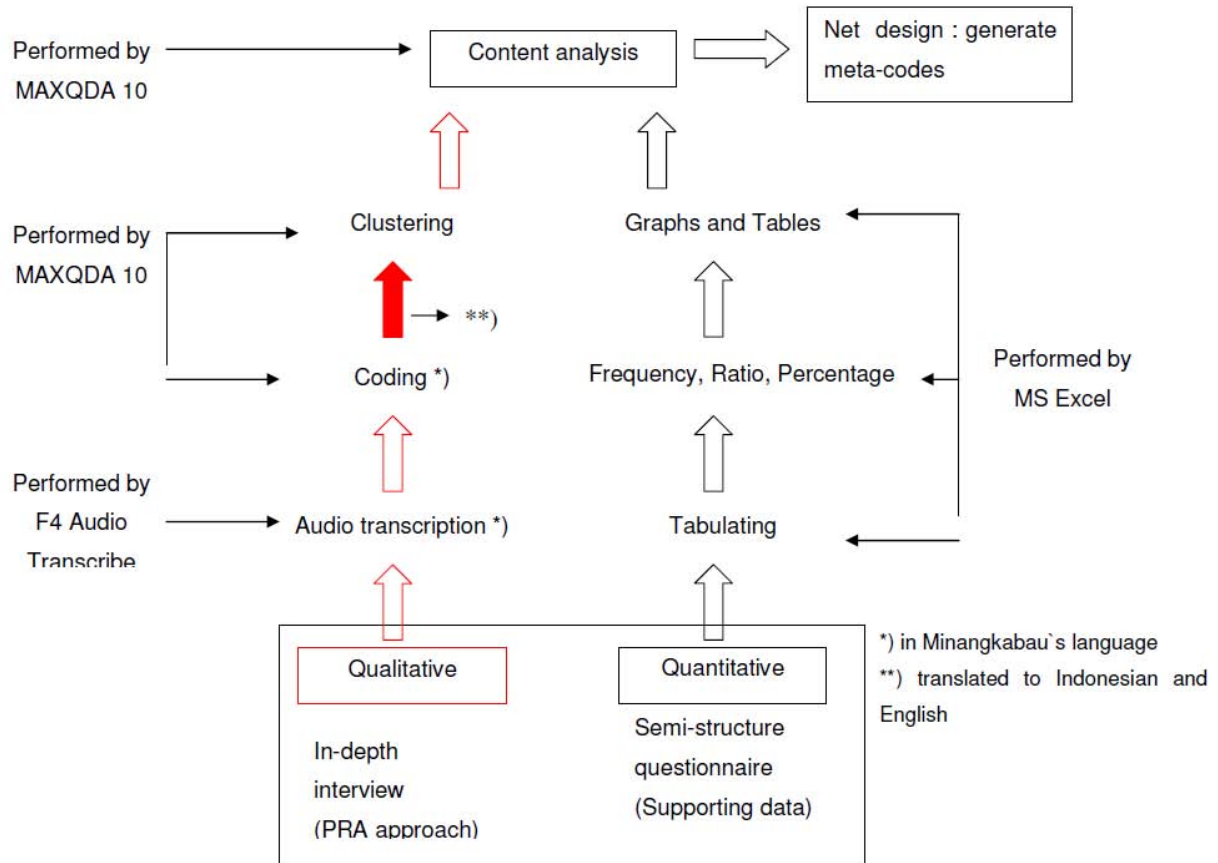 Performed by
MAXQDA 10
Content analysis
Net design : generate
meta-codes
Performed by
MAXQDA 10
Clustering
Graphs and Tables
**)
Coding *)
Frequency, Ratio, Percentage
Performed by
MS Excel
Performed by
F4 Audio
Transcribe
Audio transcription *)
Tabulating
Qualitative
Quantitative
In-depth
interview
(PRA approach)
Semi-structure
questionnaire
(Supporting data)
*) in Minangkabau`s language
**) translated to Indonesian and
English